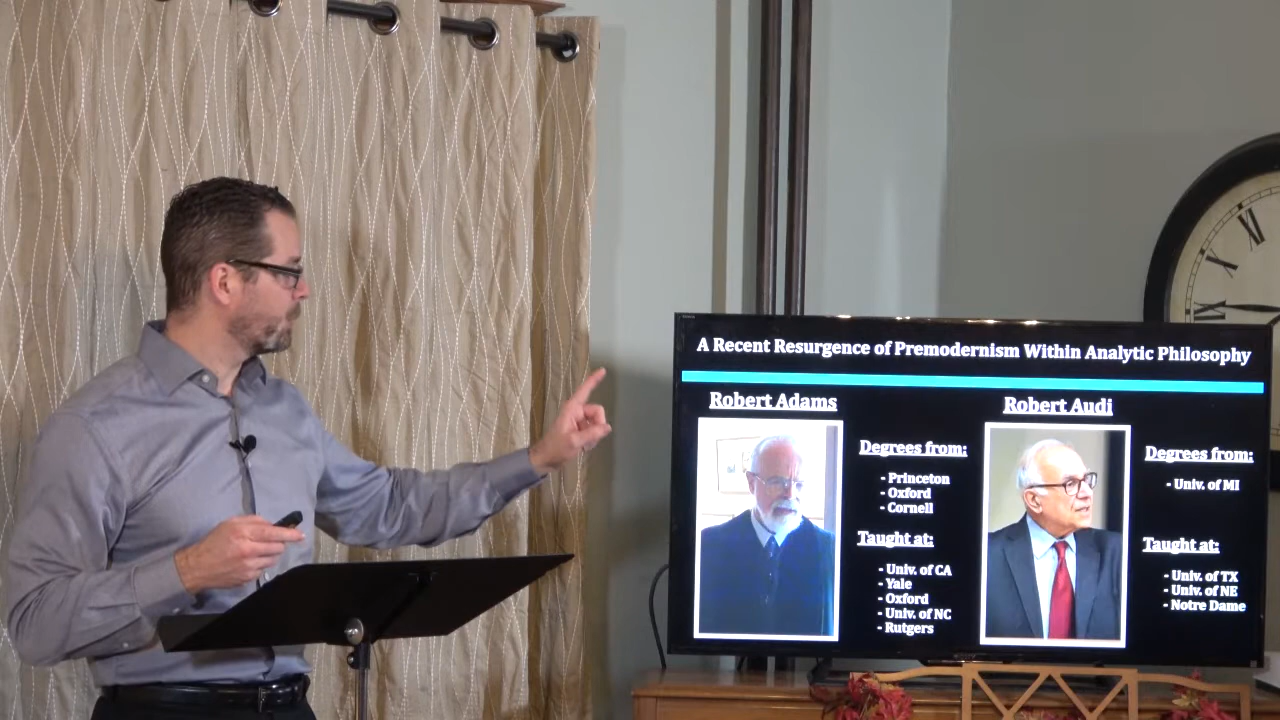 A Recent Resurgence of Premodernism Within Analytic Philosophy
Robert Adams
Degrees from:
- Princeton
- Oxford
- Cornell
Taught at:
- Univ. of CA
- Yale
- Oxford
- Univ. of NC
- Rutgers
Robert Audi
Degrees from:
- Univ. of MI
Taught at:
- Univ. of TX
- Univ. of NE
- Notre Dame
XI
X
IX